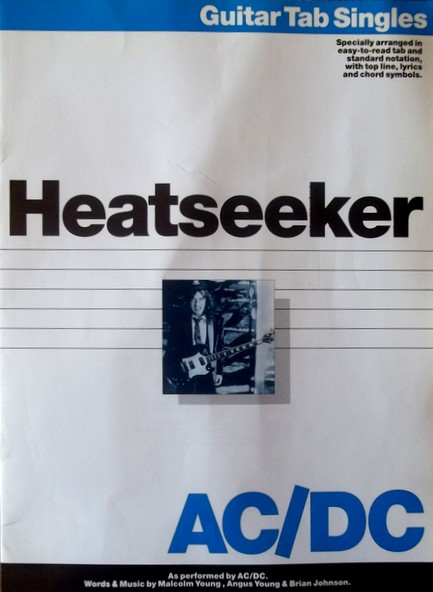 Guitar Tab Singles
Specially arranged in
easy-to-read tab and
standard notation,
with top line, lyrics
and chord symbols.
Heatseeker
AC/DC
As performed by AC/DC.
Words & Music by Malcolm Young , Angus Young & Brian Johnson.